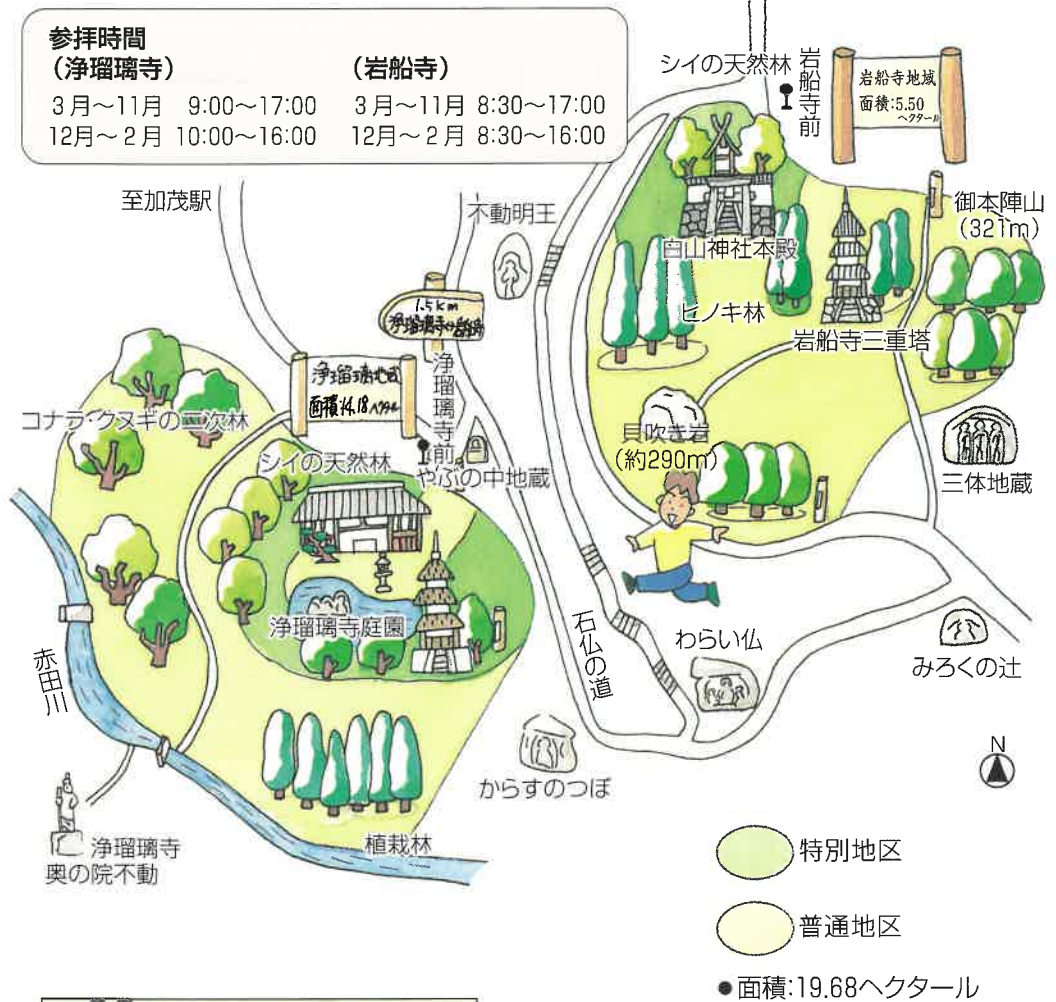 参拝時間
(浄瑠璃寺)
3月〜11月 9:00〜17:00
12月〜2月 10:00〜16:00
(岩船寺)
3月〜11月 8:30〜17:00
12月〜2月 8:30〜16:00
シイの天然林
岩船寺前
岩船寺地域
面積:5.50
ヘクタール
至加茂駅
不動明王
御本陣山
(321m)
白山神社本殿
ヒノキ林
岩船寺三重塔
1.5km
浄瑠璃寺↔岩船寺
浄瑠璃寺地域
面積:14.18ヘクタール
浄瑠璃寺前
コナラ・クヌギの二次林
シイの天然林
やぶの中地蔵
貝吹き岩
(約290m)
三体地蔵
浄瑠璃寺庭園
石仏の道
わらい仏
みろくの辻
赤田川
からすのつぼ
N
浄瑠璃寺
奥の院不動
植栽林
特別地区
普通地区
●面積:19.68ヘクタール